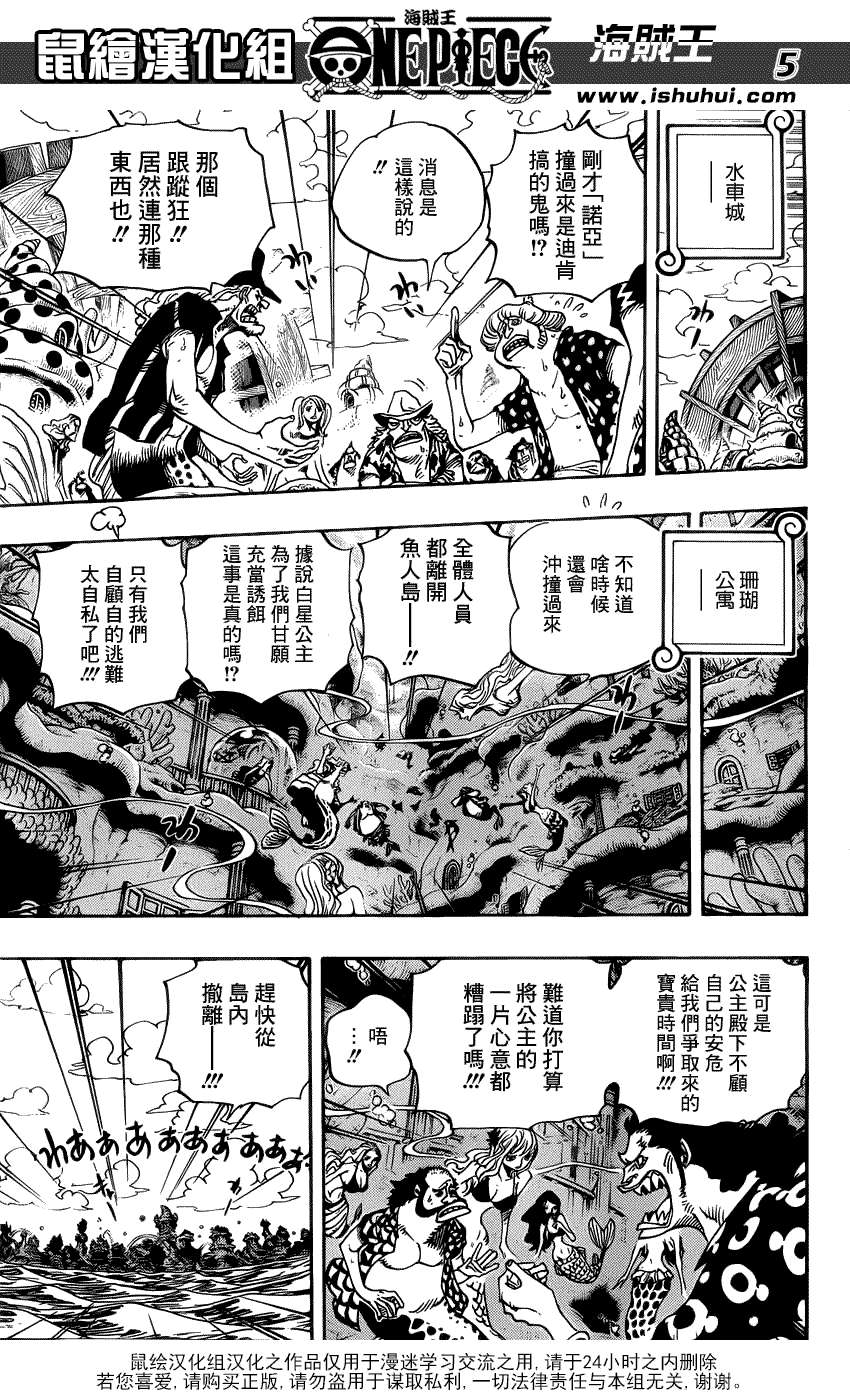 鼠繪漢化組
海賊王
ONE PIECE
海賊王
5
www.ishuhui.com
水車城
——
剛才「諾亞」
撞過來是迪肯
搞的鬼嗎!?
消息是
這樣說的
!!
那個
跟蹤狂!!
居然連那種
東西也!!
わい
わい
珊瑚
公寓
——
不知道
啥時候
還會
沖撞過來
全體人員
都離開
魚人島——
!!
據說白星公主
為了我們甘願
充當誘餌
這事是真的嗎!?
只有我們
自顧自的逃難
太自私了吧!!!
わい
わい
這可是
公主殿下不顧
自己的安危
給我們爭取來的
寶貴時間啊!!!
難道你打算
將公主的
一片心意都
糟蹋了嗎!!!
唔
…!!
趕快從
島內
撤離——
!!!
わあああああああぁぁ
鼠绘汉化组汉化之作品仅用于漫迷学习交流之用, 请于24小时之内删除
若您喜爱, 请购买正版, 请勿盗用于谋取私利, 一切法律责任与本组无关, 谢谢。